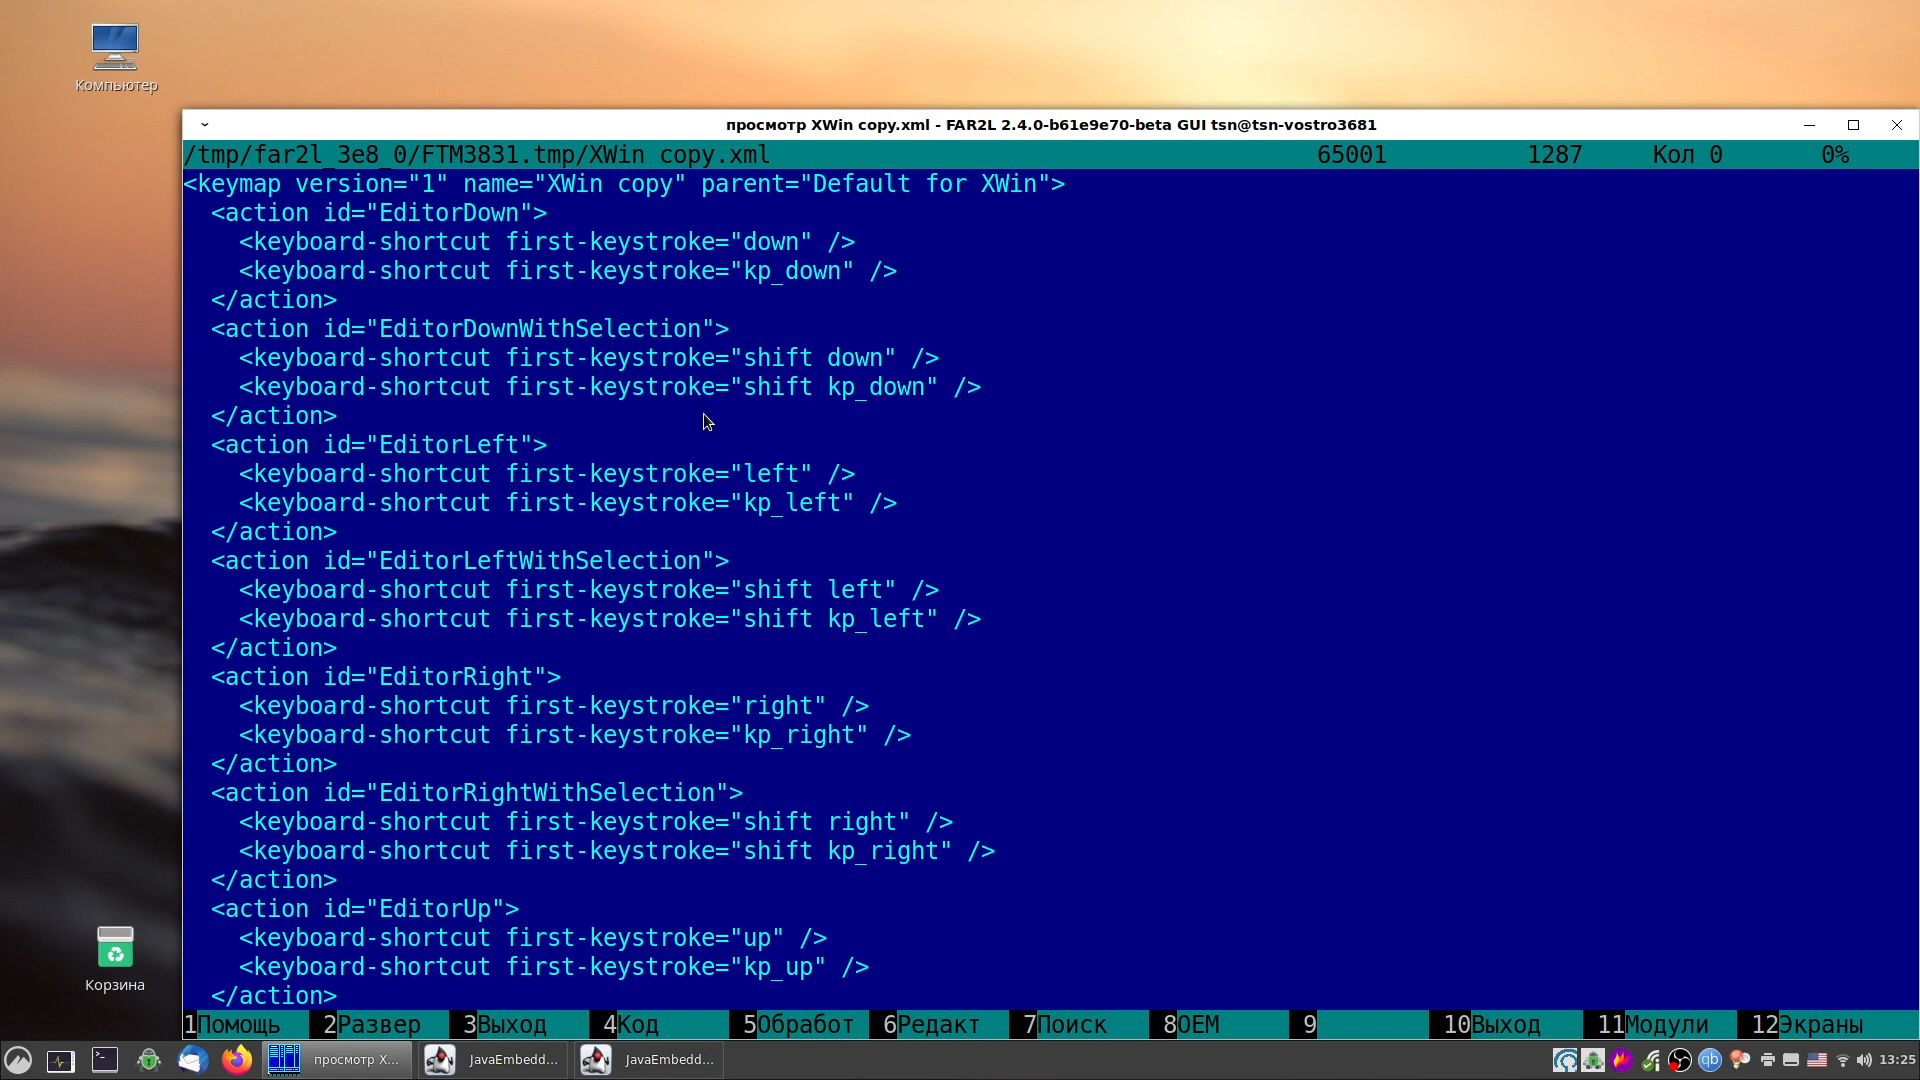 Компьютер
просмотр XWin copy.xml - FAR2L 2.4.0-b61e9e70-beta GUI tsn@tsn-vostro3681
/tmp/far2l_3e8_0/FTM3831.tmp/XWin copy.xml 65001 1287 Кол 0 0%
<keymap version="1" name="XWin copy" parent="Default for XWin">
  <action id="EditorDown">
    <keyboard-shortcut first-keystroke="down" />
    <keyboard-shortcut first-keystroke="kp_down" />
  </action>
  <action id="EditorDownWithSelection">
    <keyboard-shortcut first-keystroke="shift down" />
    <keyboard-shortcut first-keystroke="shift kp_down" />
  </action>
  <action id="EditorLeft">
    <keyboard-shortcut first-keystroke="left" />
    <keyboard-shortcut first-keystroke="kp_left" />
  </action>
  <action id="EditorLeftWithSelection">
    <keyboard-shortcut first-keystroke="shift left" />
    <keyboard-shortcut first-keystroke="shift kp_left" />
  </action>
  <action id="EditorRight">
    <keyboard-shortcut first-keystroke="right" />
    <keyboard-shortcut first-keystroke="kp_right" />
  </action>
  <action id="EditorRightWithSelection">
    <keyboard-shortcut first-keystroke="shift right" />
    <keyboard-shortcut first-keystroke="shift kp_right" />
  </action>
  <action id="EditorUp">
    <keyboard-shortcut first-keystroke="up" />
    <keyboard-shortcut first-keystroke="kp_up" />
  </action>
Корзина
1Помощь 2Развер 3Выход 4Код 5Обработ 6Редакт 7Поиск 8OEM 9 10Выход 11Модули 12Экраны
просмотр X... JavaEmbedd... JavaEmbedd... qb 13:25